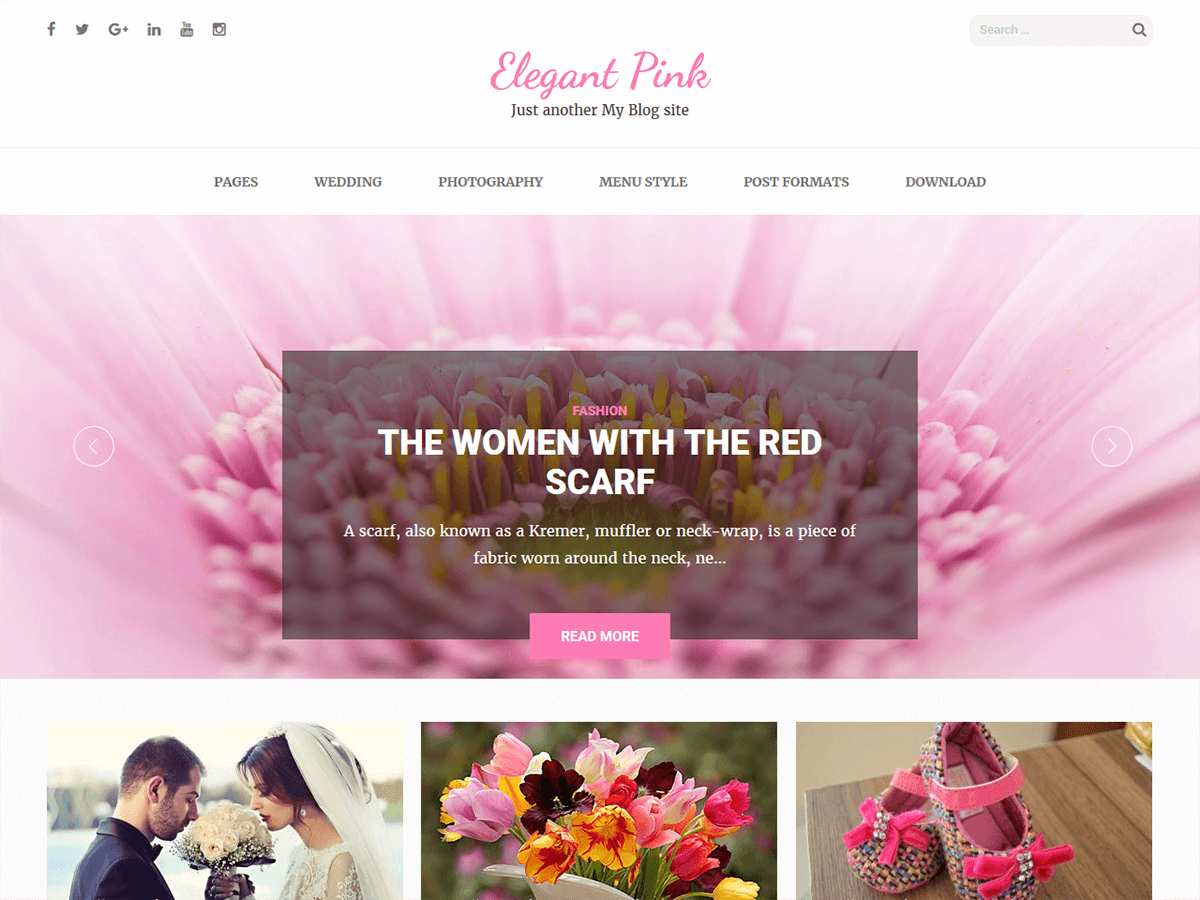 Search ...
Elegant Pink
Just another My Blog site
PAGES WEDDING PHOTOGRAPHY MENU STYLE POST FORMATS DOWNLOAD
FASHION
THE WOMEN WITH THE RED
SCARF
A scarf, also known as a Kremer, muffler or neck-wrap, is a piece of
fabric worn around the neck, ne...
READ MORE